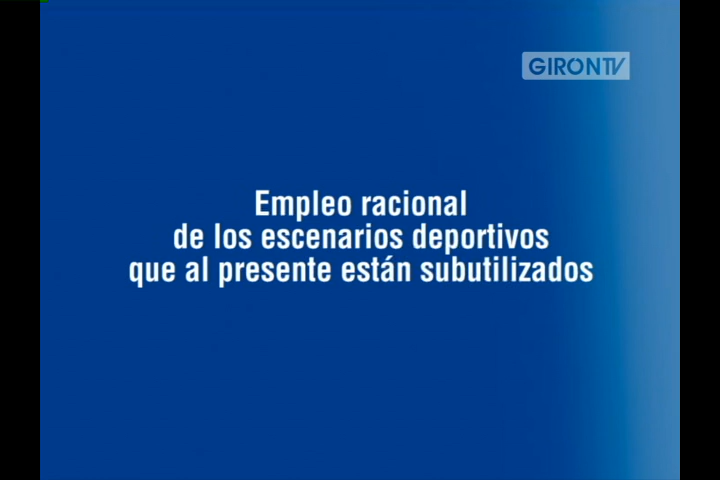 GIRONTV
Empleo racional
de los escenarios deportivos
que al presente están subutilizados